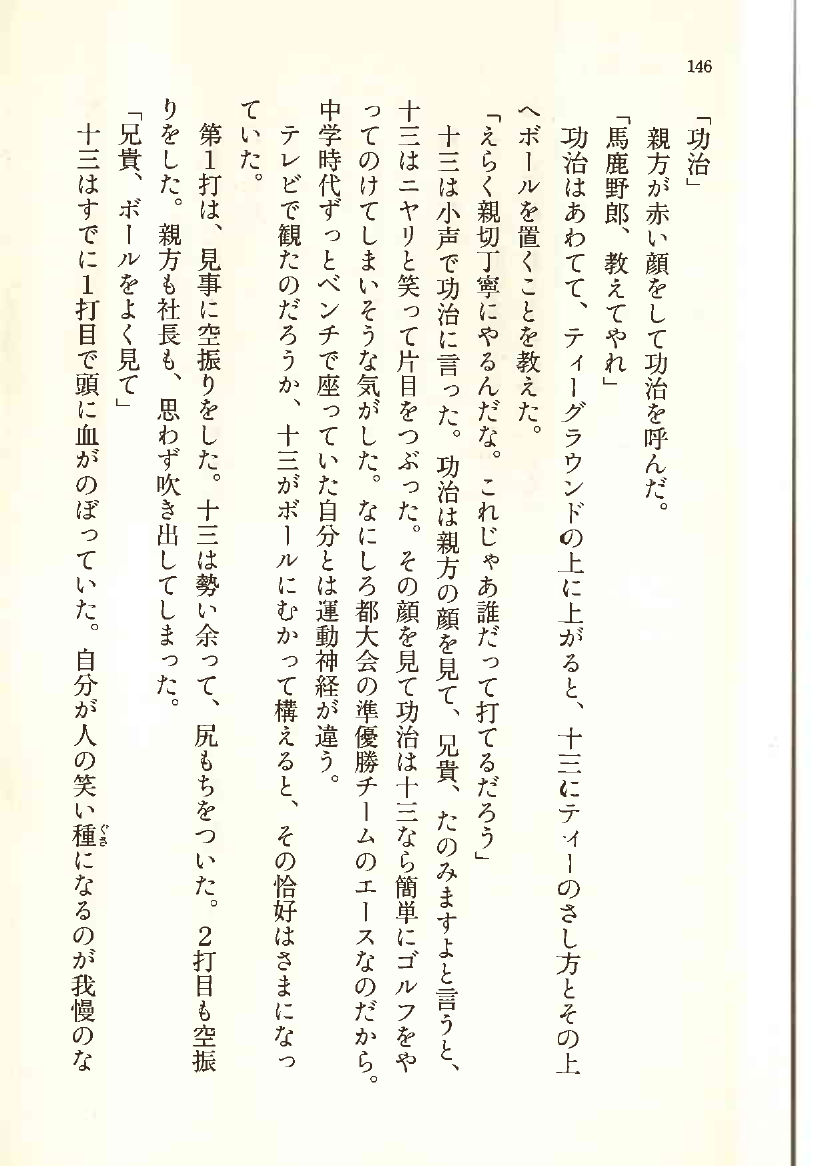 146
「功治」
親方が赤い顔をして功治を呼んだ。
「馬鹿野郎、教えてやれ」
功治はあわてて、ティーグラウンドの上に上がると、十三にティーのさし方とその上
へボールを置くことを教えた。
「えらく親切丁寧にやるんだな。これじゃあ誰だって打てるだろう」
十三は小声で功治に言った。功治は親方の顔を見て、兄貴、たのみますよと言うと、
十三はニヤリと笑って片目をつぶった。その顔を見て功治は十三なら簡単にゴルフをや
ってのけてしまいそうな気がした。なにしろ都大会の準優勝チームのエースなのだから。
中学時代ずっとベンチで座っていた自分とは運動神経が違う。
テレビで観たのだろうか、十三がボールにむかって構えると、その恰好はさまになっ
ていた。
第1打は、見事に空振りをした。十三は勢い余って、尻もちをついた。2打目も空振
りをした。親方も社長も、思わず吹き出してしまった。
「兄貴、ボールをよく見て」
十三はすでに1打目で頭に血がのぼっていた。自分が人の笑い種ぐさになるのが我慢のな